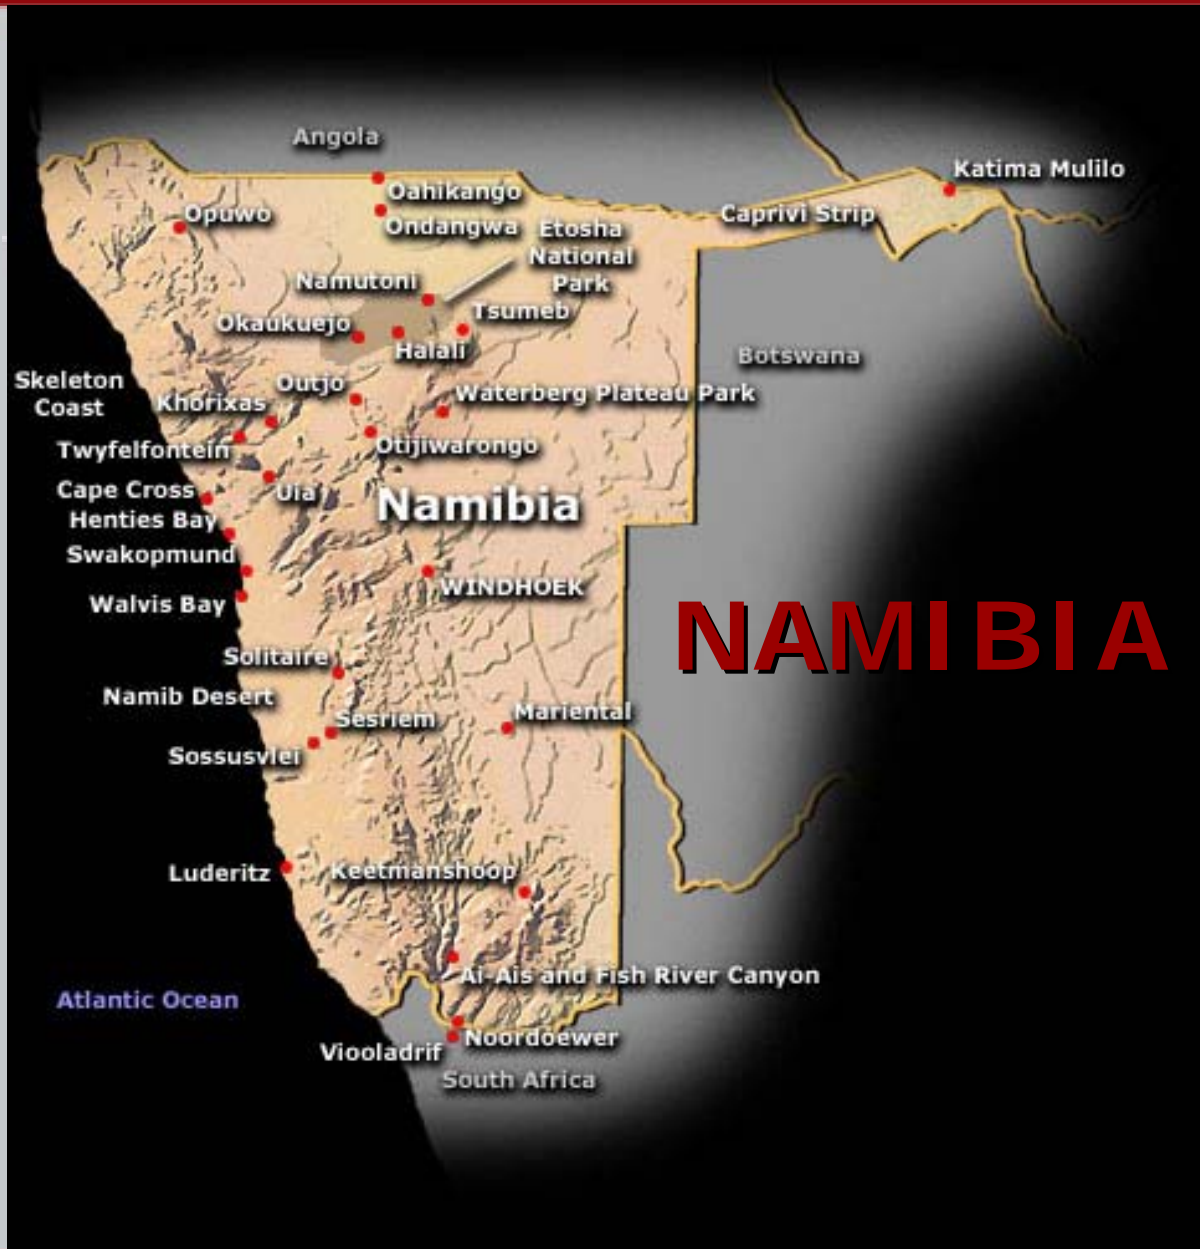 Angola
Katima Mulilo
Oahikango
Opuwo
Caprivi Strip
Ondangwa
Etosha
National
Park
Namutoni
Tsumeb
Okaukuejo
Halali
Botswana
Skeleton
Coast
Outjo
Waterberg Plateau Park
Khorixas
Twyfelfontein
Otijiwarongo
Cape Cross
Uia
Namibia
Henties Bay
Swakopmund
WINDHOEK
Walvis Bay
NAMIBIA
Solitaire
Namib Desert
Sesriem
Mariental
Sossusvlei
Luderitz
Keetmanshoop
Ai-Ais and Fish River Canyon
Atlantic Ocean
Noordoewer
Viooladrif
South Africa